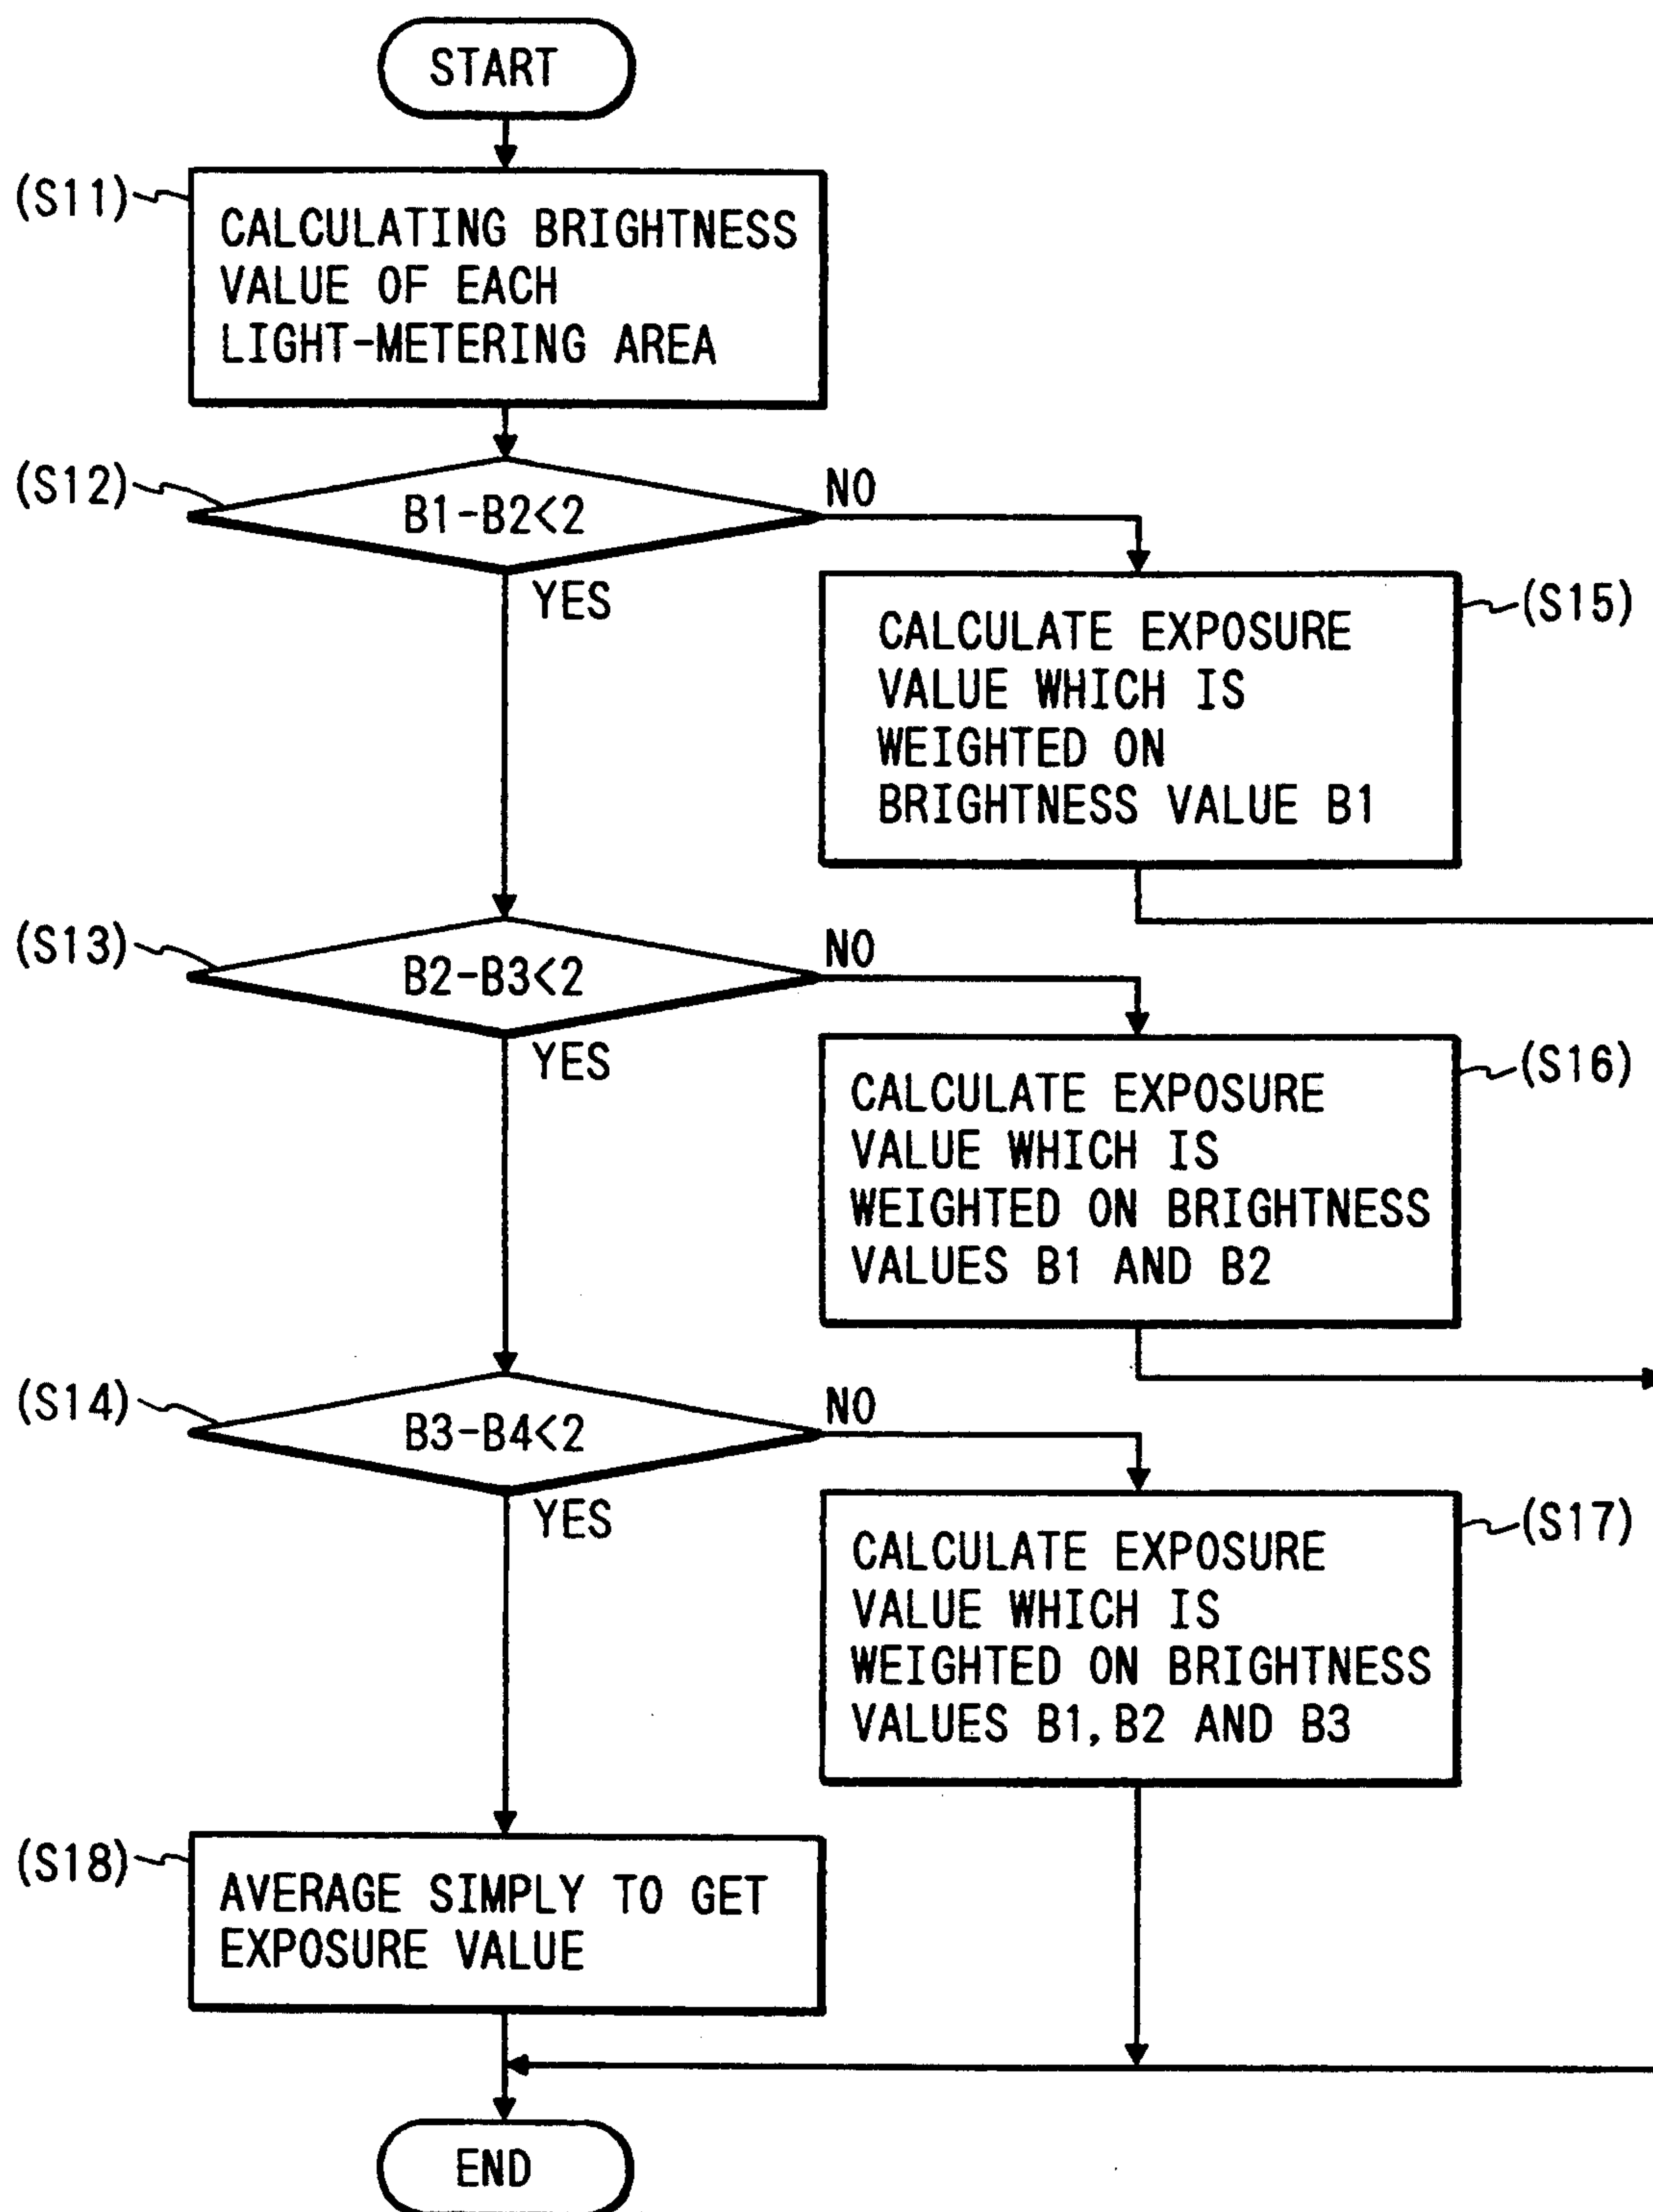 START
(S11)
CALCULATING BRIGHTNESS
VALUE OF EACH
LIGHT-METERING AREA
(S12)
B1-B2<2
NO
YES
(S15)
CALCULATE EXPOSURE
VALUE WHICH IS
WEIGHTED ON
BRIGHTNESS VALUE B1
(S13)
B2-B3<2
NO
YES
(S16)
CALCULATE EXPOSURE
VALUE WHICH IS
WEIGHTED ON BRIGHTNESS
VALUES B1 AND B2
(S14)
B3-B4<2
NO
YES
(S17)
CALCULATE EXPOSURE
VALUE WHICH IS
WEIGHTED ON BRIGHTNESS
VALUES B1, B2 AND B3
(S18)
AVERAGE SIMPLY TO GET
EXPOSURE VALUE
END